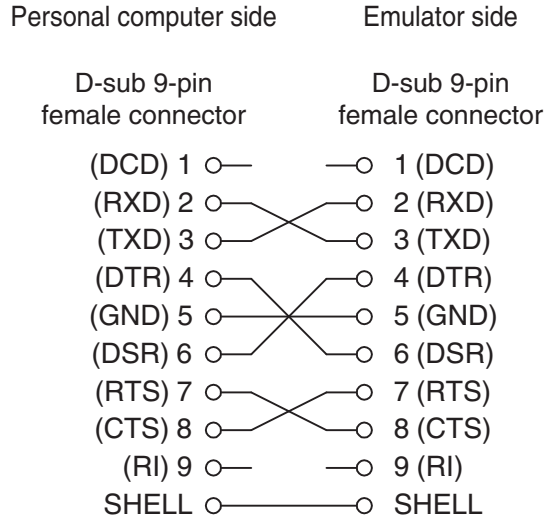 Personal computer side Emulator side
D-sub 9-pin D-sub 9-pin
female connector female connector
(DCD) 1 1 (DCD)
(RXD) 2 2 (RXD)
(TXD) 3 3 (TXD)
(DTR) 4 4 (DTR)
(GND) 5 5 (GND)
(DSR) 6 6 (DSR)
(RTS) 7 7 (RTS)
(CTS) 8 8 (CTS)
(RI) 9 9 (RI)
SHELL SHELL